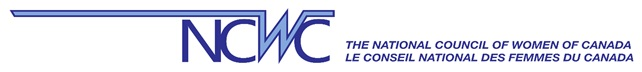 NCWC
THE NATIONAL COUNCIL OF WOMEN OF CANADA
LE CONSEIL NATIONAL DES FEMMES DU CANADA